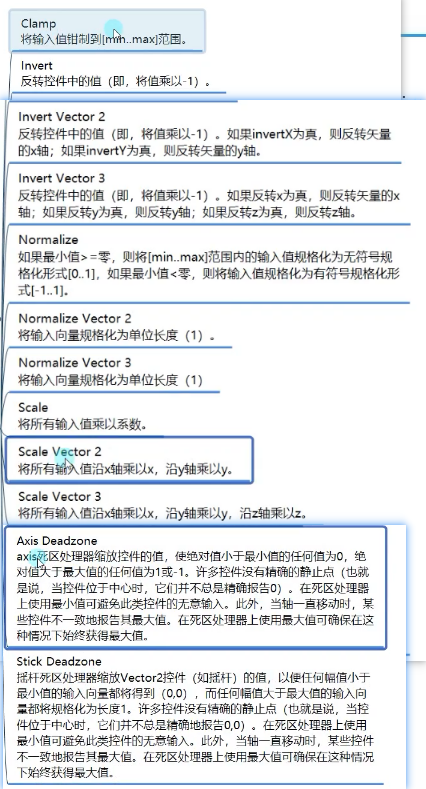 Clamp
将输入值钳制到[min..max]范围。
Invert
反转控件中的值（即，将值乘以-1）。
Invert Vector 2
反转控件中的值（即，将值乘以-1）。如果invertX为真，则反转矢量
的x轴；如果invertY为真，则反转矢量的y轴。
Invert Vector 3
反转控件中的值（即，将值乘以-1）。如果反转x为真，则反转矢量的x
轴；如果反转y为真，则反转y轴；如果反转z为真，则反转z轴。
Normalize
如果最小值>=零，则将[min..max]范围内的输入值规格化为无符号规
格化形式[0..1]，如果最小值<零，则将输入值规格化为有符号规格化形
式[-1..1]。
Normalize Vector 2
将输入向量规格化为单位长度（1）。
Normalize Vector 3
将输入向量规格化为单位长度（1）
Scale
将所有输入值乘以系数。
Scale Vector 2
将所有输入值沿x轴乘以x，沿y轴乘以y。
Scale Vector 3
将所有输入值沿x轴乘以x，沿y轴乘以y，沿z轴乘以z。
Axis Deadzone
axis死区处理器缩放控件的值，使绝对值小于最小值的任何值为0，绝
对值大于最大值的任何值为1或-1。许多控件没有精确的静止点（也就
是说，当控件位于中心时，它们并不总是精确报告0）。在死区处理器
上使用最小值可避免此类控件的无意输入。此外，当轴一直移动时，某
些控件不一致地报告其最大值。在死区处理器上使用最大值可确保在这
种情况下始终获得最大值。
Stick Deadzone
摇杆死区处理器缩放Vector2控件（如摇杆）的值，以便任何幅值小于
最小值的输入向量都将得到（0,0），而任何幅值大于最大值的输入向
量都将规格化为长度1。许多控件没有精确的静止点（也就是说，当控
件位于中心时，它们并不总是精确地报告0,0）。在死区处理器上使用
最小值可避免此类控件的无意输入。此外，当轴一直移动时，某些控件
不一致地报告其最大值。在死区处理器上使用最大值可确保在这种情况
下始终获得最大值。